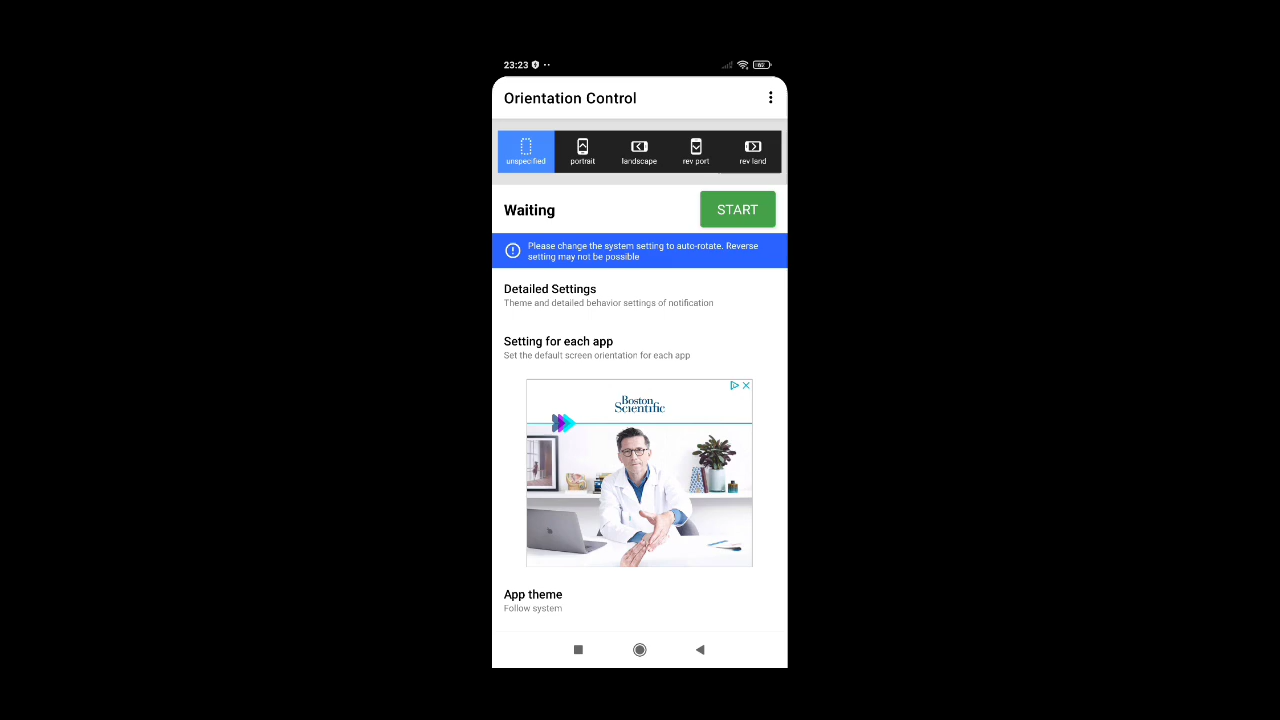 23:23
62
Orientation Control
unspecified portrait landscape rev port rev land
Waiting
START
Please change the system setting to auto-rotate. Reverse
setting may not be possible
Detailed Settings
Theme and detailed behavior settings of notification
Setting for each app
Set the default screen orientation for each app
Boston
Scientific
App theme
Follow system